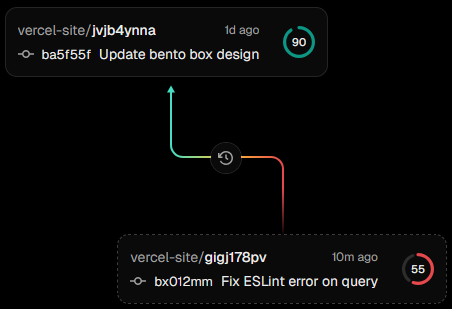 vercel-site/jvjb4ynna 1d ago
90
ba5f55f Update bento box design
vercel-site/gigj178pv 10m ago
55
bx012mm Fix ESLint error on query